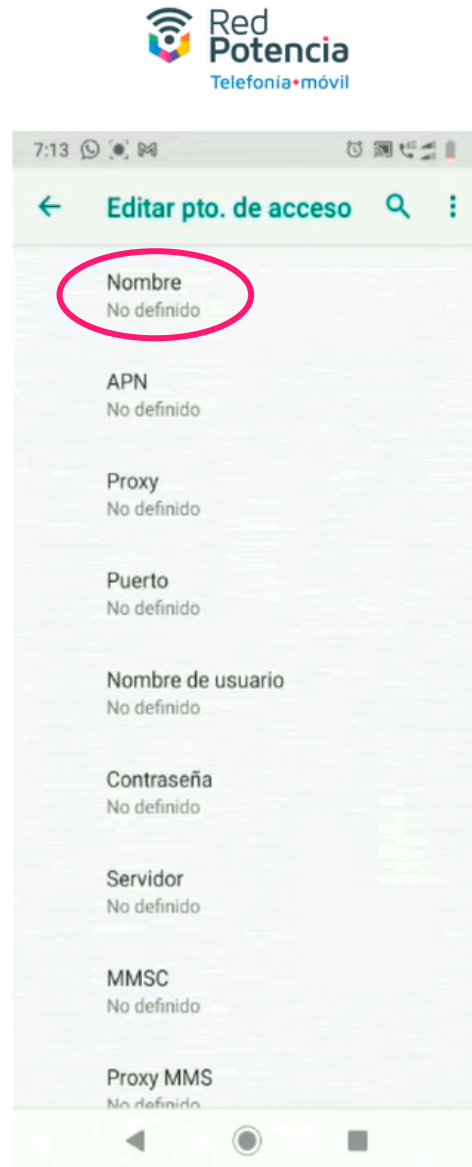 Red
Potencia
Telefonía•móvil
7:13
4G
Editar pto. de acceso
Nombre
No definido
APN
No definido
Proxy
No definido
Puerto
No definido
Nombre de usuario
No definido
Contraseña
No definido
Servidor
No definido
MMSC
No definido
Proxy MMS
No definido